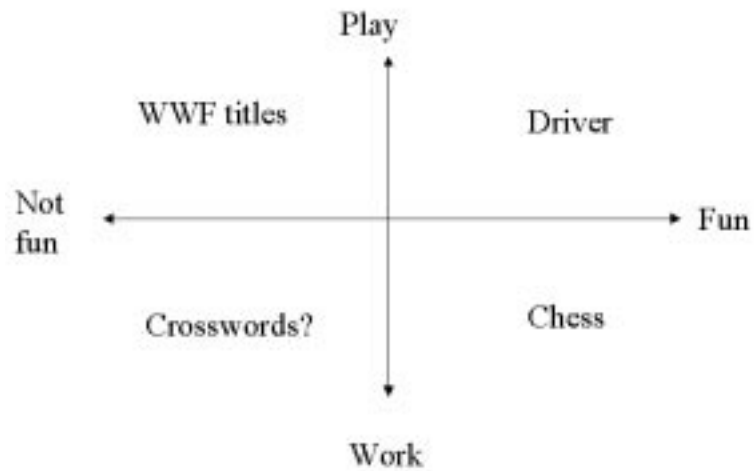 Play
WWF titles
Driver
Not
fun
Fun
Crosswords?
Chess
Work